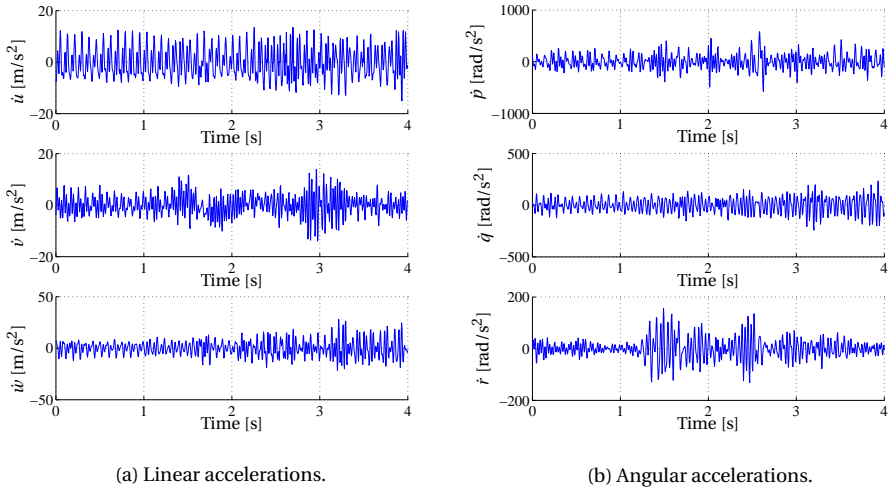 20
0
−20
u̇ [m/s²]
0 1 2 3 4
Time [s]
20
0
−20
v̇ [m/s²]
0 1 2 3 4
Time [s]
50
0
−50
ẇ [m/s²]
0 1 2 3 4
Time [s]
(a) Linear accelerations.
1000
0
−1000
ṗ [rad/s²]
0 1 2 3 4
Time [s]
500
0
−500
q̇ [rad/s²]
0 1 2 3 4
Time [s]
200
0
−200
ṙ [rad/s²]
0 1 2 3 4
Time [s]
(b) Angular accelerations.